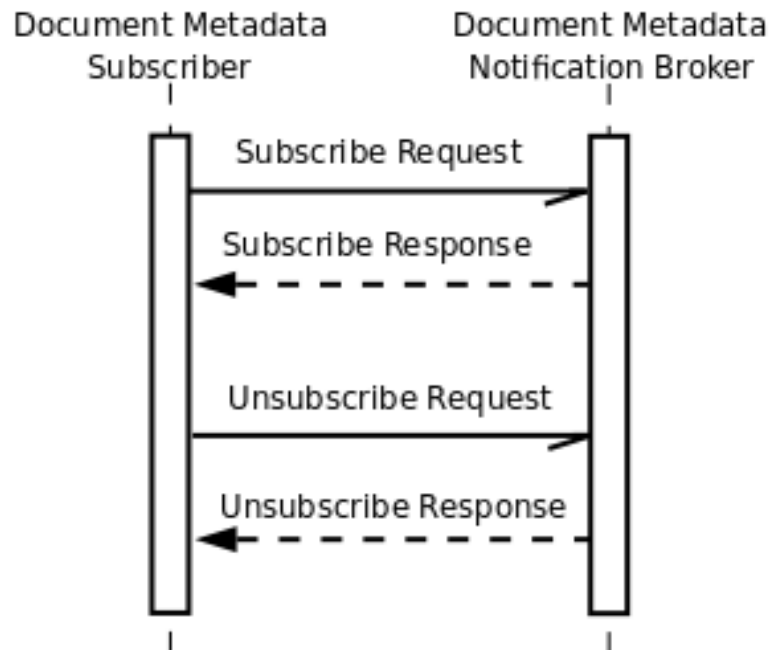 Document Metadata
Subscriber
Document Metadata
Notification Broker
Subscribe Request
Subscribe Response
Unsubscribe Request
Unsubscribe Response